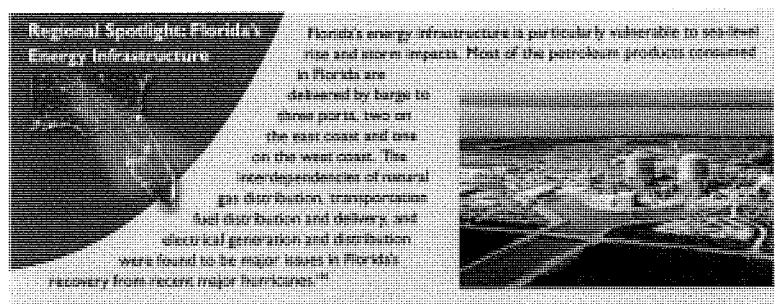 Regional Spotlight: Florida's
Energy Infrastructure
Florida's energy infrastructure is particularly vulnerable to sea-level
rise and storm impacts. Most of the petroleum products consumed
in Florida are
delivered by barge to
three ports, two on
the east coast and one
on the west coast. The
interdependencies of natural
gas distribution, transportation
fuel distribution and delivery, and
electrical generation and distribution
were found to be major issues in Florida's
recovery from recent major hurricanes.